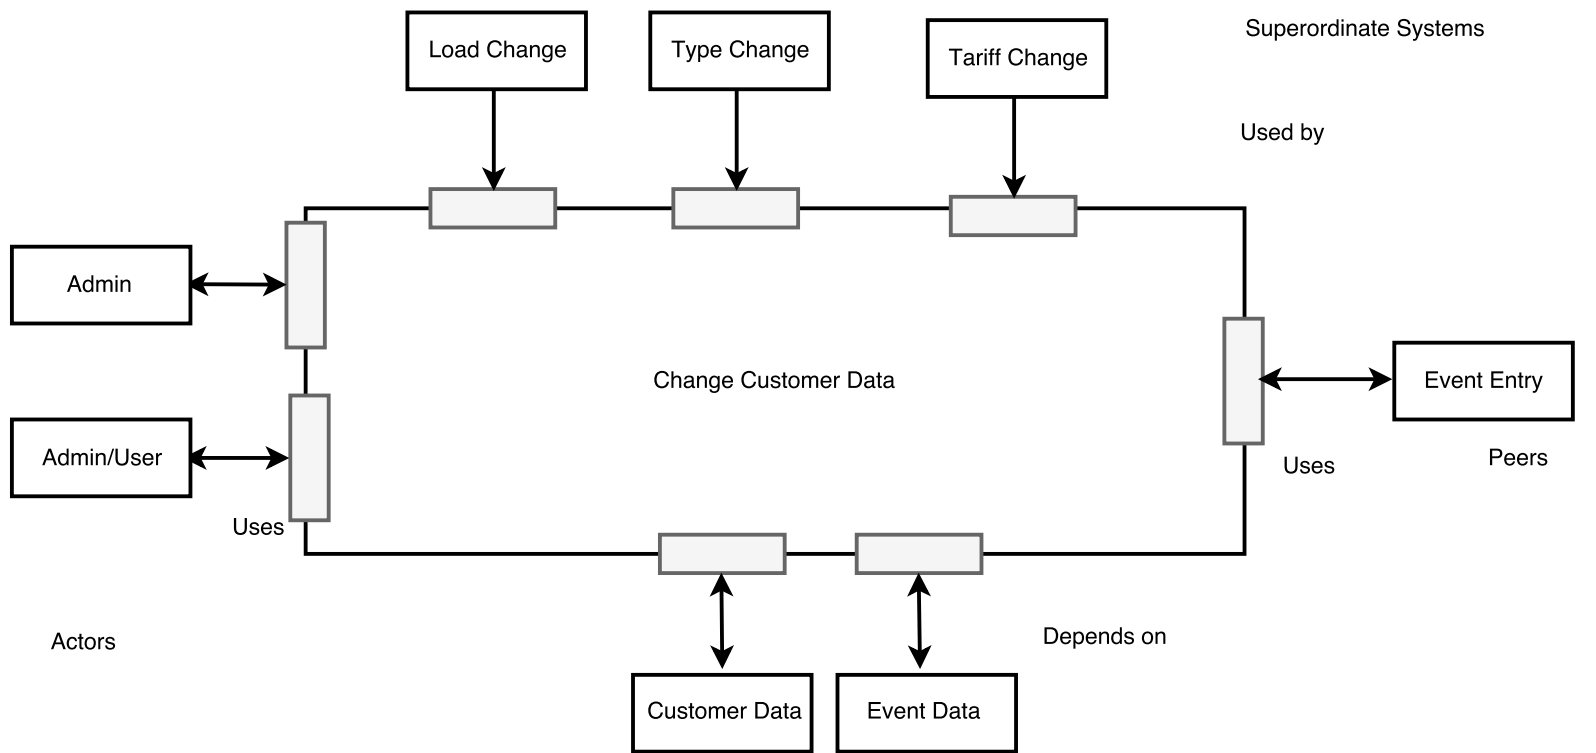 Superordinate Systems
Load Change
Type Change
Tariff Change
Used by
Admin
Change Customer Data
Event Entry
Admin/User
Uses
Peers
Uses
Actors
Depends on
Customer Data
Event Data